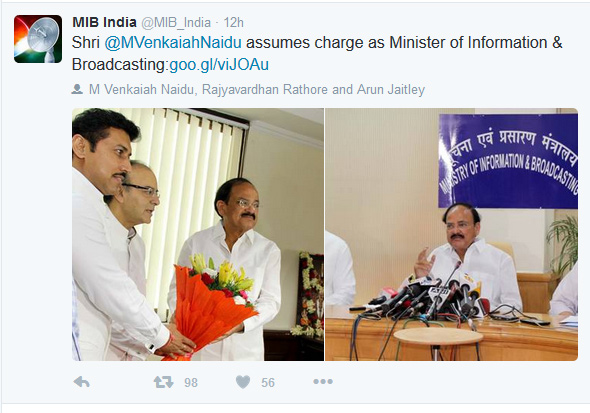 MIB India @MIB_India · 12h
Shri @MVenkaiahNaidu assumes charge as Minister of Information &
Broadcasting:goo.gl/viJOAu
M Venkaiah Naidu, Rajyavardhan Rathore and Arun Jaitley
सूचना एवं प्रसारण मंत्रालय
MINISTRY OF INFORMATION & BROADCASTING
98 56